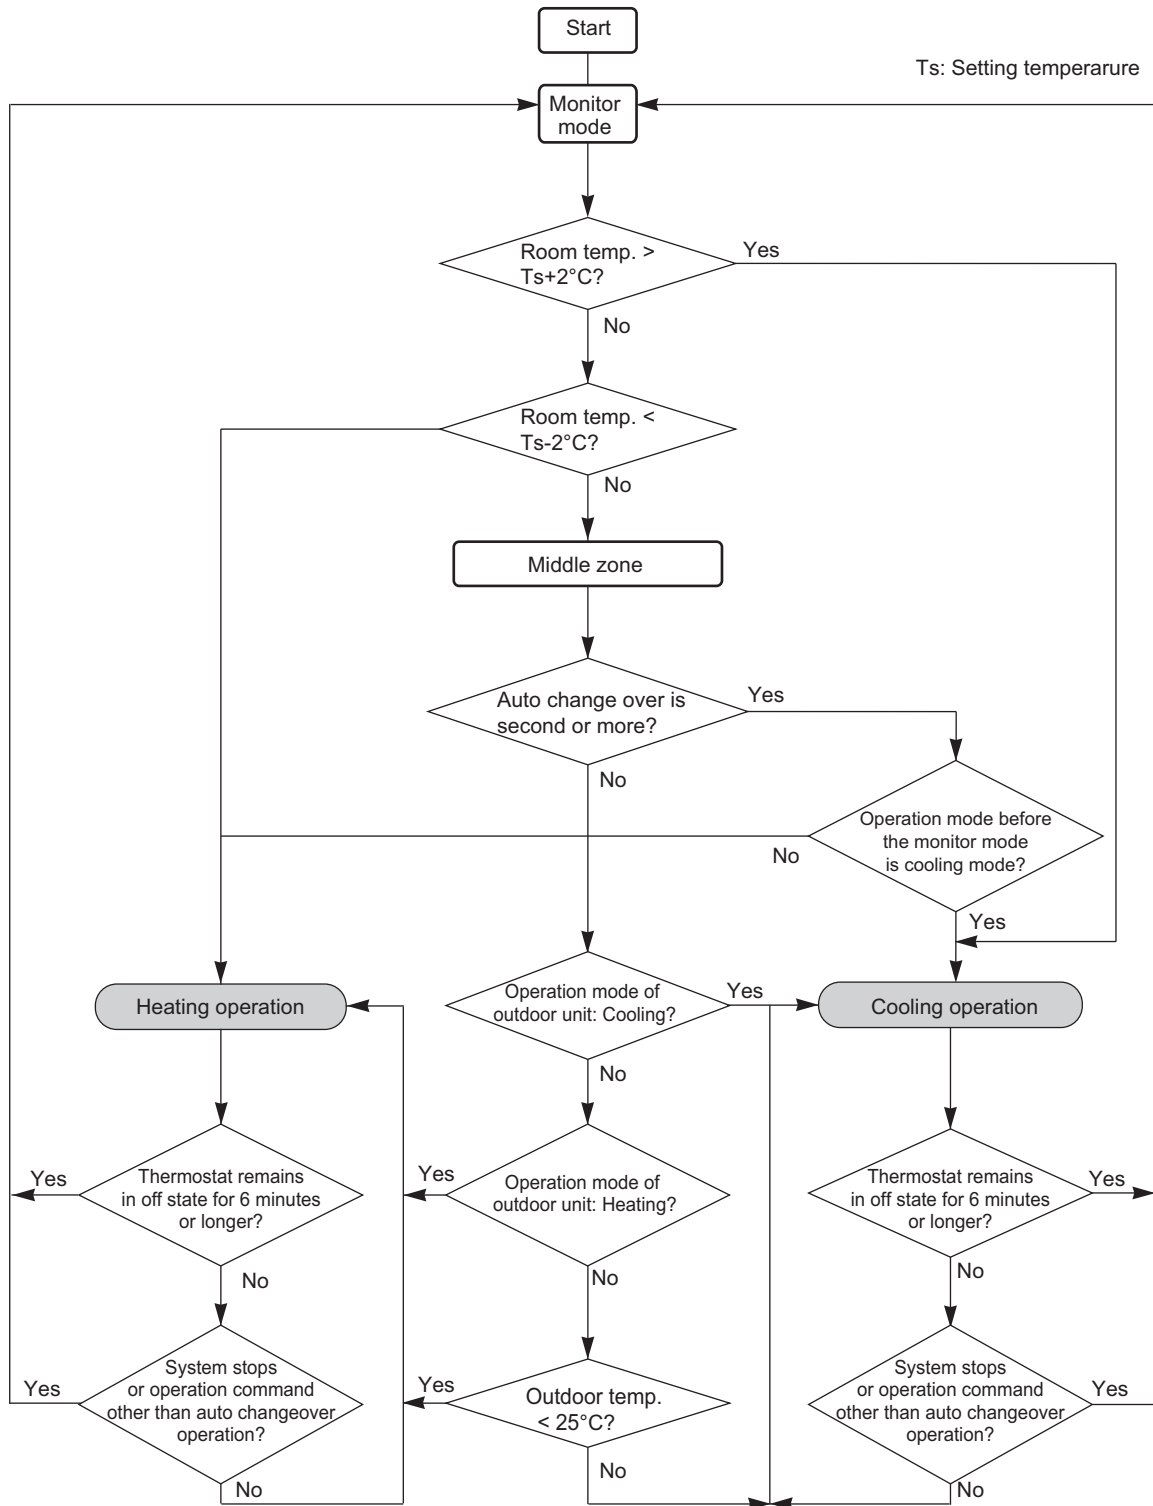 Start
Ts: Setting temperarure
Monitor
mode
Room temp. >
Ts+2°C?
Yes
No
Room temp. <
Ts-2°C?
No
Middle zone
Auto change over is
second or more?
Yes
No
Operation mode before
the monitor mode
is cooling mode?
No
Yes
Heating operation
Operation mode of
outdoor unit: Cooling?
Yes
Cooling operation
No
Yes
Thermostat remains
in off state for 6 minutes
or longer?
No
Yes
Operation mode of
outdoor unit: Heating?
No
Thermostat remains
in off state for 6 minutes
or longer?
Yes
No
Yes
System stops
or operation command
other than auto changeover
operation?
No
Yes
Outdoor temp.
< 25°C?
No
System stops
or operation command
other than auto changeover
operation?
Yes
No